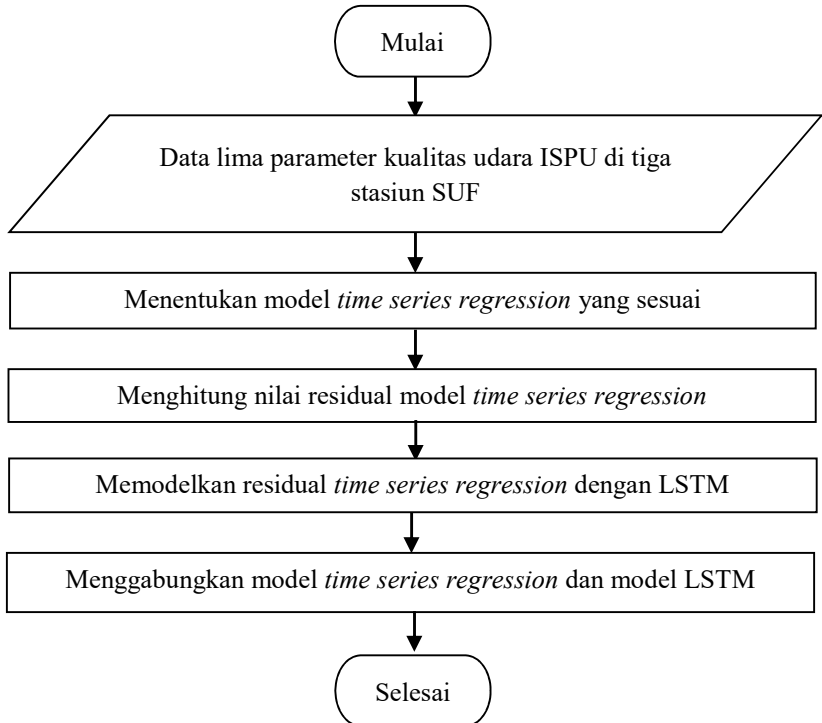 Mulai
Data lima parameter kualitas udara ISPU di tiga
stasiun SUF
Menentukan model time series regression yang sesuai
Menghitung nilai residual model time series regression
Memodelkan residual time series regression dengan LSTM
Menggabungkan model time series regression dan model LSTM
Selesai